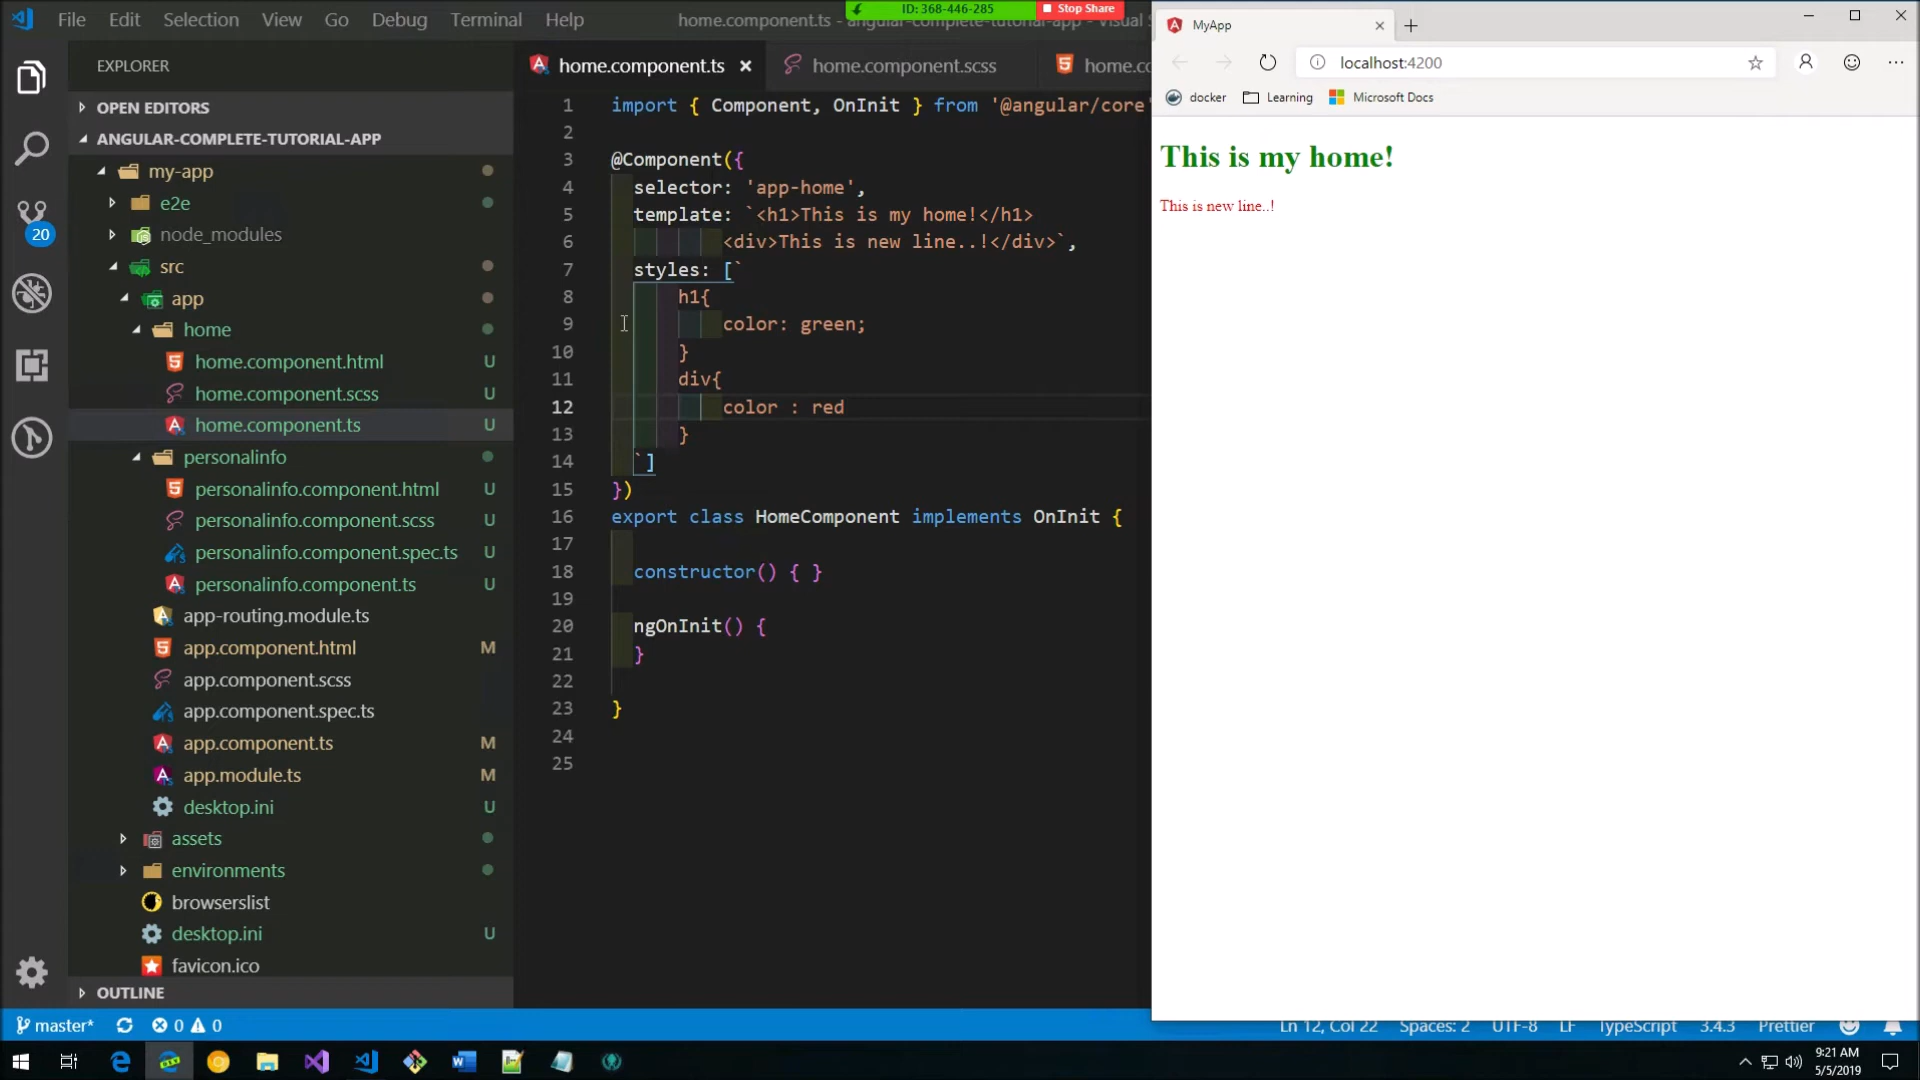 File Edit Selection View Go Debug Terminal Help
home.component.ts - angular-complete-tutorial-app - Visual S
ID: 368-446-285
Stop Share
EXPLORER
OPEN EDITORS
ANGULAR-COMPLETE-TUTORIAL-APP
my-app
e2e
node_modules
src
app
home
home.component.html U
home.component.scss U
home.component.ts U
personalinfo
personalinfo.component.html U
personalinfo.component.scss U
personalinfo.component.spec.ts U
personalinfo.component.ts U
app-routing.module.ts
app.component.html M
app.component.scss
app.component.spec.ts
app.component.ts M
app.module.ts M
desktop.ini U
assets
environments
browserslist
desktop.ini U
favicon.ico
OUTLINE
20
home.component.ts home.component.scss home.co
1 import { Component, OnInit } from '@angular/core'
2
3 @Component({
4 selector: 'app-home',
5 template: `<h1>This is my home!</h1>
6 <div>This is new line..!</div>`,
7 styles: [`
8 h1{
9 color: green;
10 }
11 div{
12 color : red
13 }
14 `]
15 })
16 export class HomeComponent implements OnInit {
17
18 constructor() { }
19
20 ngOnInit() {
21 }
22
23 }
24
25
MyApp
localhost:4200
docker Learning Microsoft Docs
This is my home!
This is new line..!
master* 0 0 Ln 12, Col 22 Spaces: 2 UTF-8 LF TypeScript 3.4.3 Prettier
9:21 AM
5/5/2019